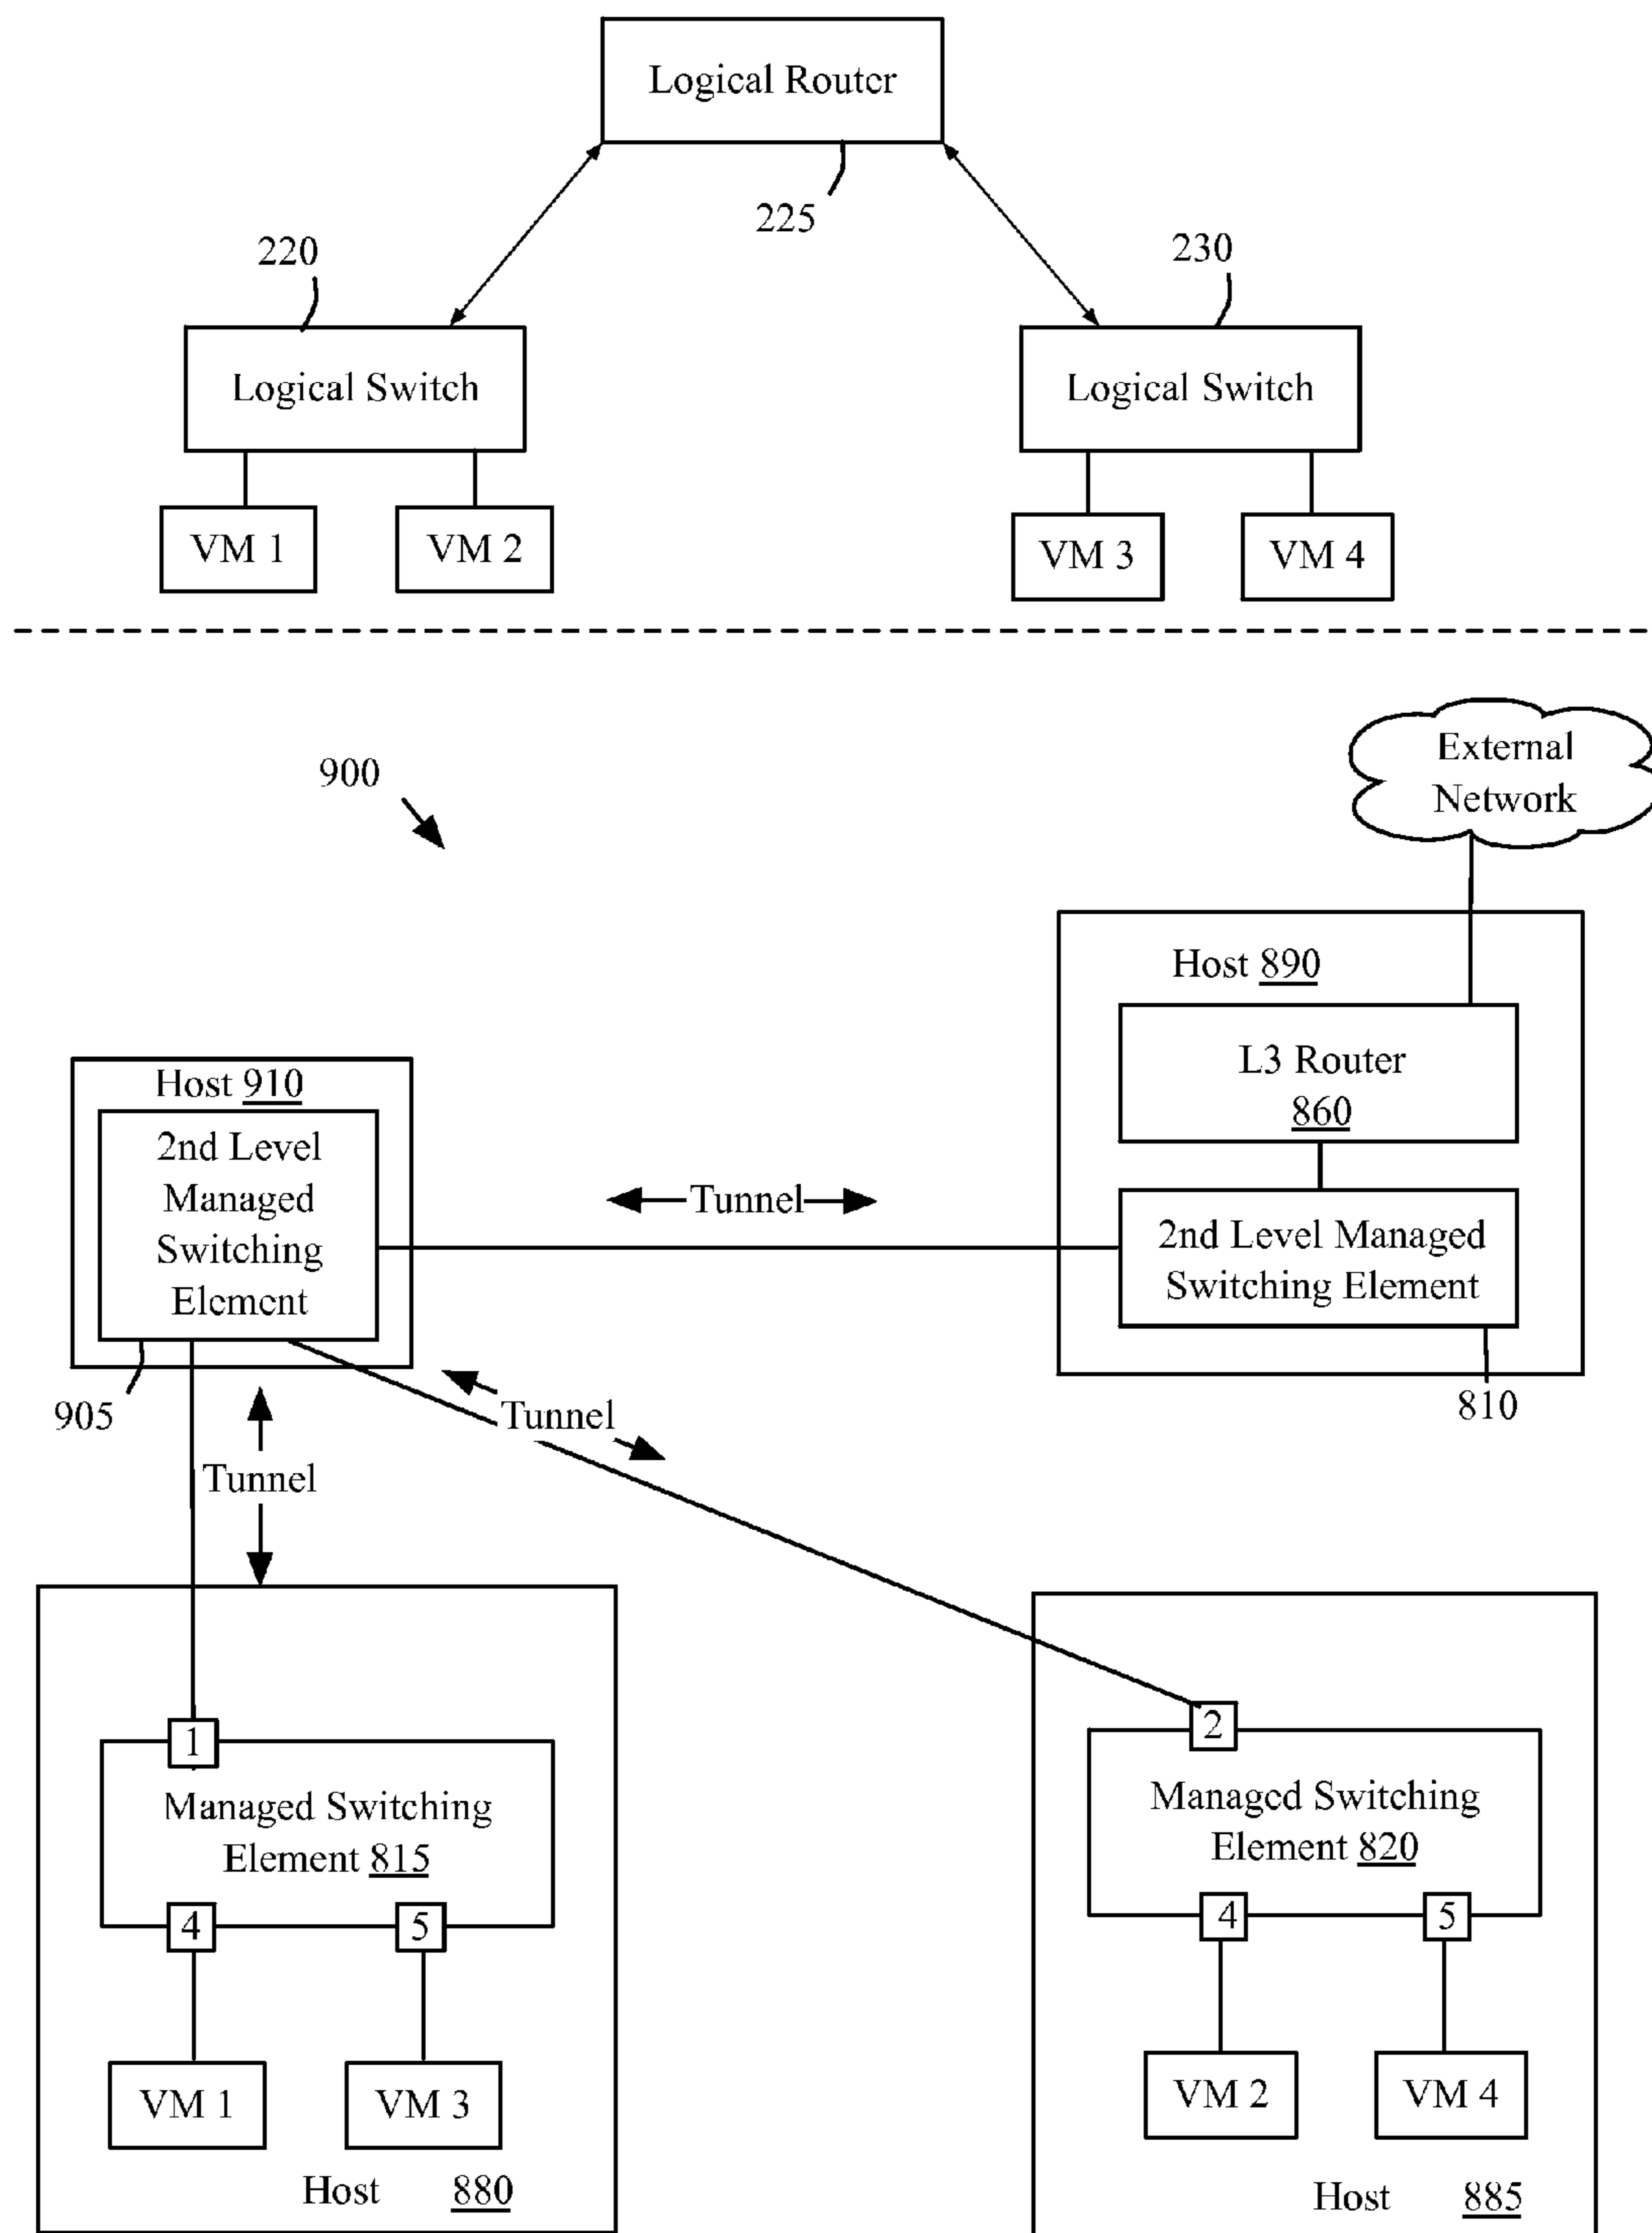 Logical Router
225
220
230
Logical Switch
Logical Switch
VM 1
VM 2
VM 3
VM 4
900
External
Network
Host 890
L3 Router
860
Host 910
2nd Level
Managed
Switching
Element
Tunnel
2nd Level Managed
Switching Element
905
810
Tunnel
Tunnel
1
2
Managed Switching
Element 815
Managed Switching
Element 820
4
5
4
5
VM 1
VM 3
VM 2
VM 4
Host 880
Host 885